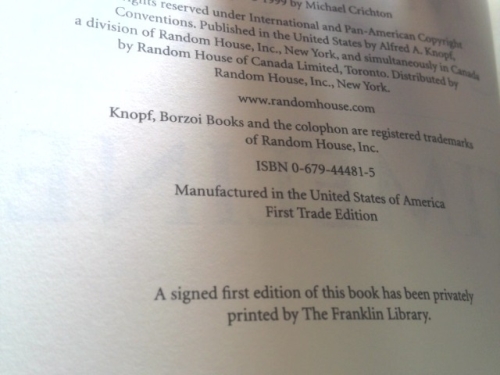 1999 by Michael Crichton
rights reserved under International and Pan-American Copyright
Conventions. Published in the United States by Alfred A. Knopf,
a division of Random House, Inc., New York, and simultaneously in Canada
by Random House of Canada Limited, Toronto. Distributed by
Random House, Inc., New York.
www.randomhouse.com
Knopf, Borzoi Books and the colophon are registered trademarks
of Random House, Inc.
ISBN 0-679-44481-5
Manufactured in the United States of America
First Trade Edition
A signed first edition of this book has been privately
printed by The Franklin Library.